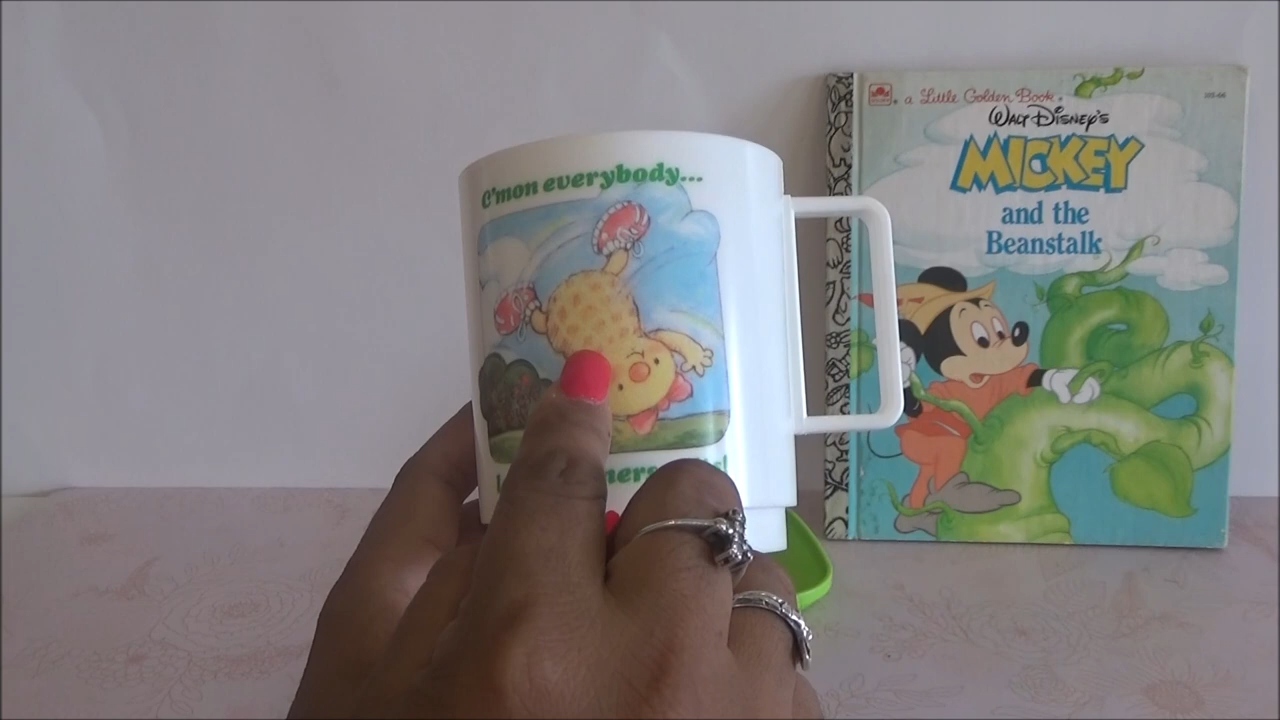 C'mon everybody...
a Little Golden Book®
WALT DISNEY'S
MICKEY
and the
Beanstalk